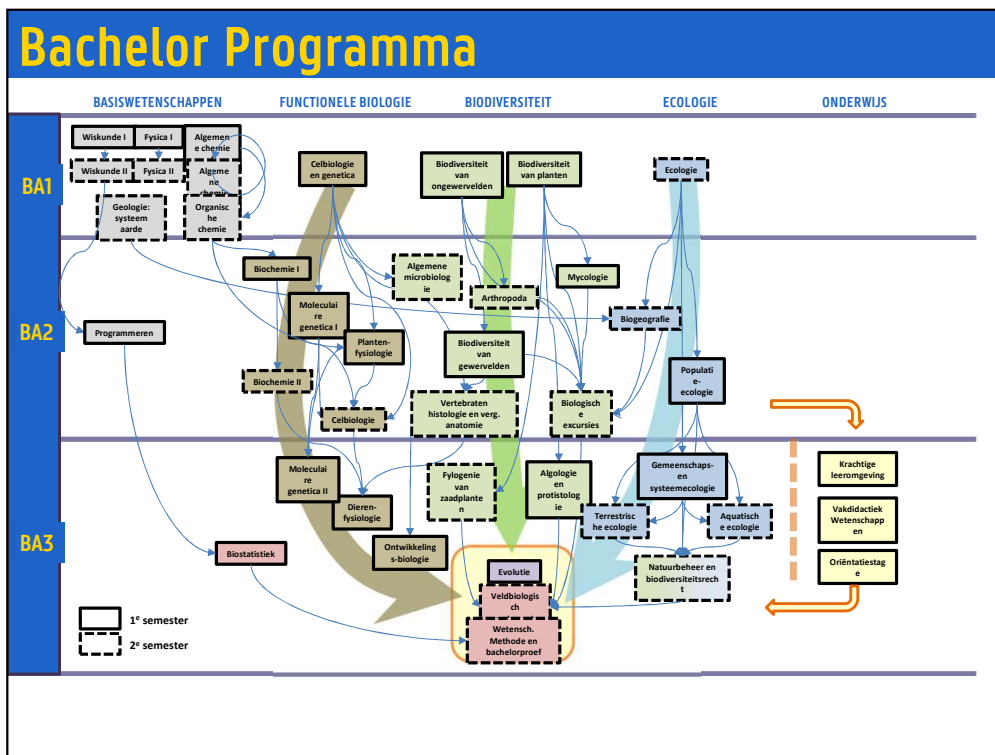 Bachelor Programma
BASISWETENSCHAPPEN
FUNCTIONELE BIOLOGIE
BIODIVERSITEIT
ECOLOGIE
ONDERWIJS
BA1
Wiskunde I
Fysica I
Algemen
e chemie
Wiskunde II
Fysica II
Algeme
ne
chemie
Geologie:
systeem
aarde
Organis
che
chemie
Celbiologie
en genetica
Biodiversiteit
van
ongewervelden
Biodiversiteit
van planten
Ecologie
BA2
Biochemie I
Algemene
microbiolog
ie
Mycologie
Arthropoda
Moleculai
re
genetica I
Biogeografie
Programmeren
Planten-
fysiologie
Biodiversiteit
van
gewervelden
Populati
e-
ecologie
Biochemie II
Celbiologie
Vertebraten
histologie en verg.
anatomie
Biologisch
e
excursies
BA3
Moleculai
re
genetica II
Dieren-
fysiologie
Fylogenie
van
zaadplante
n
Algologie
en
protistolog
ie
Gemeenschaps-
en
systeemecologie
Terrestrisc
he ecologie
Aquatisch
e ecologie
Krachtige
leeromgeving
Vakdidactiek
Wetenschapp
en
Oriëntatiestag
e
Biostatistiek
Ontwikkeling
s-biologie
Evolutie
Veldbiologis
ch
Wetensch.
Methode en
bachelorproef
Natuurbeheer en
biodiversiteitsrech
t
1e semester
2e semester